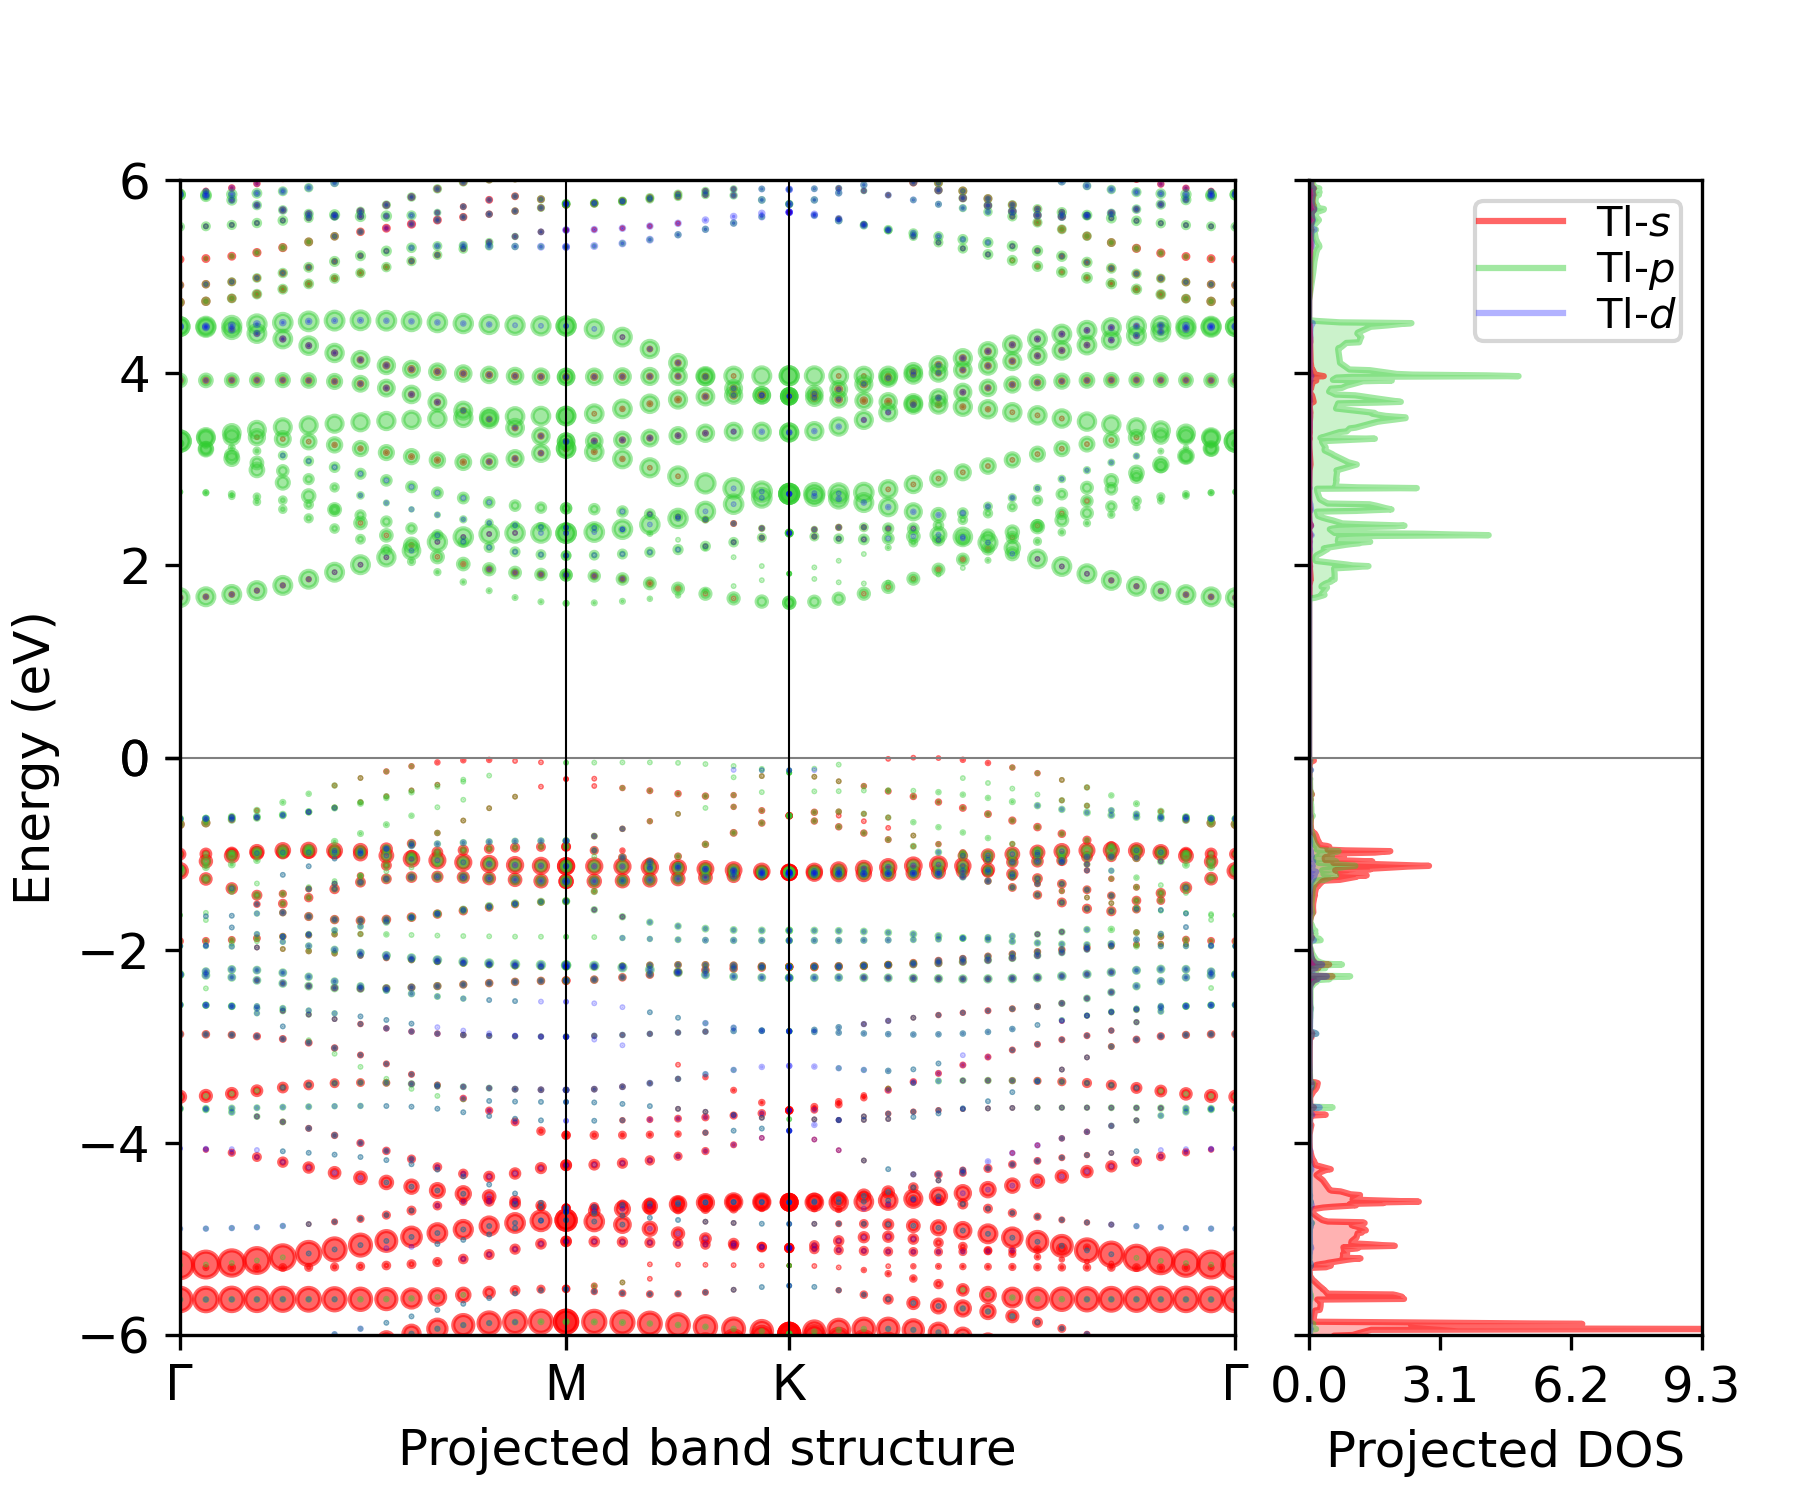 6
4
2
0
−2
−4
−6
Energy (eV)
Γ
M
K
Γ
Projected band structure
Tl-s
Tl-p
Tl-d
0.0
3.1
6.2
9.3
Projected DOS